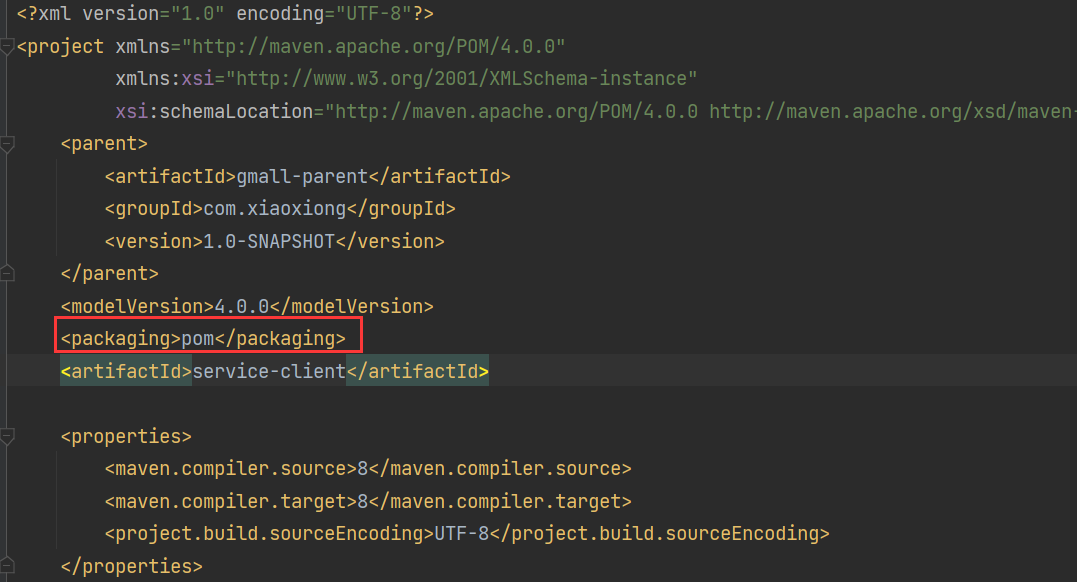 <?xml version="1.0" encoding="UTF-8"?>
<project xmlns="http://maven.apache.org/POM/4.0.0"
xmlns:xsi="http://www.w3.org/2001/XMLSchema-instance"
xsi:schemaLocation="http://maven.apache.org/POM/4.0.0 http://maven.apache.org/xsd/maven-
<parent>
<artifactId>gmall-parent</artifactId>
<groupId>com.xiaoxiong</groupId>
<version>1.0-SNAPSHOT</version>
</parent>
<modelVersion>4.0.0</modelVersion>
<packaging>pom</packaging>
<artifactId>service-client</artifactId>
<properties>
<maven.compiler.source>8</maven.compiler.source>
<maven.compiler.target>8</maven.compiler.target>
<project.build.sourceEncoding>UTF-8</project.build.sourceEncoding>
</properties>